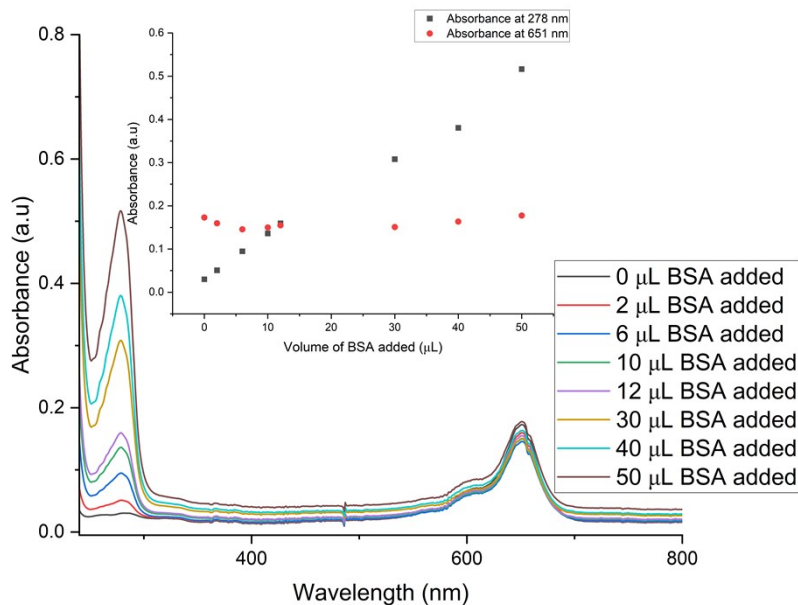 Absorbance at 278 nm
Absorbance at 651 nm
0.8
0.6
0.4
0.2
0.0
Absorbance (a.u)
400
600
800
Wavelength (nm)
0.6
0.5
0.4
0.3
0.2
0.1
0.0
Absorbance (a.u)
0
10
20
30
40
50
Volume of BSA added (μL)
0 μL BSA added
2 μL BSA added
6 μL BSA added
10 μL BSA added
12 μL BSA added
30 μL BSA added
40 μL BSA added
50 μL BSA added